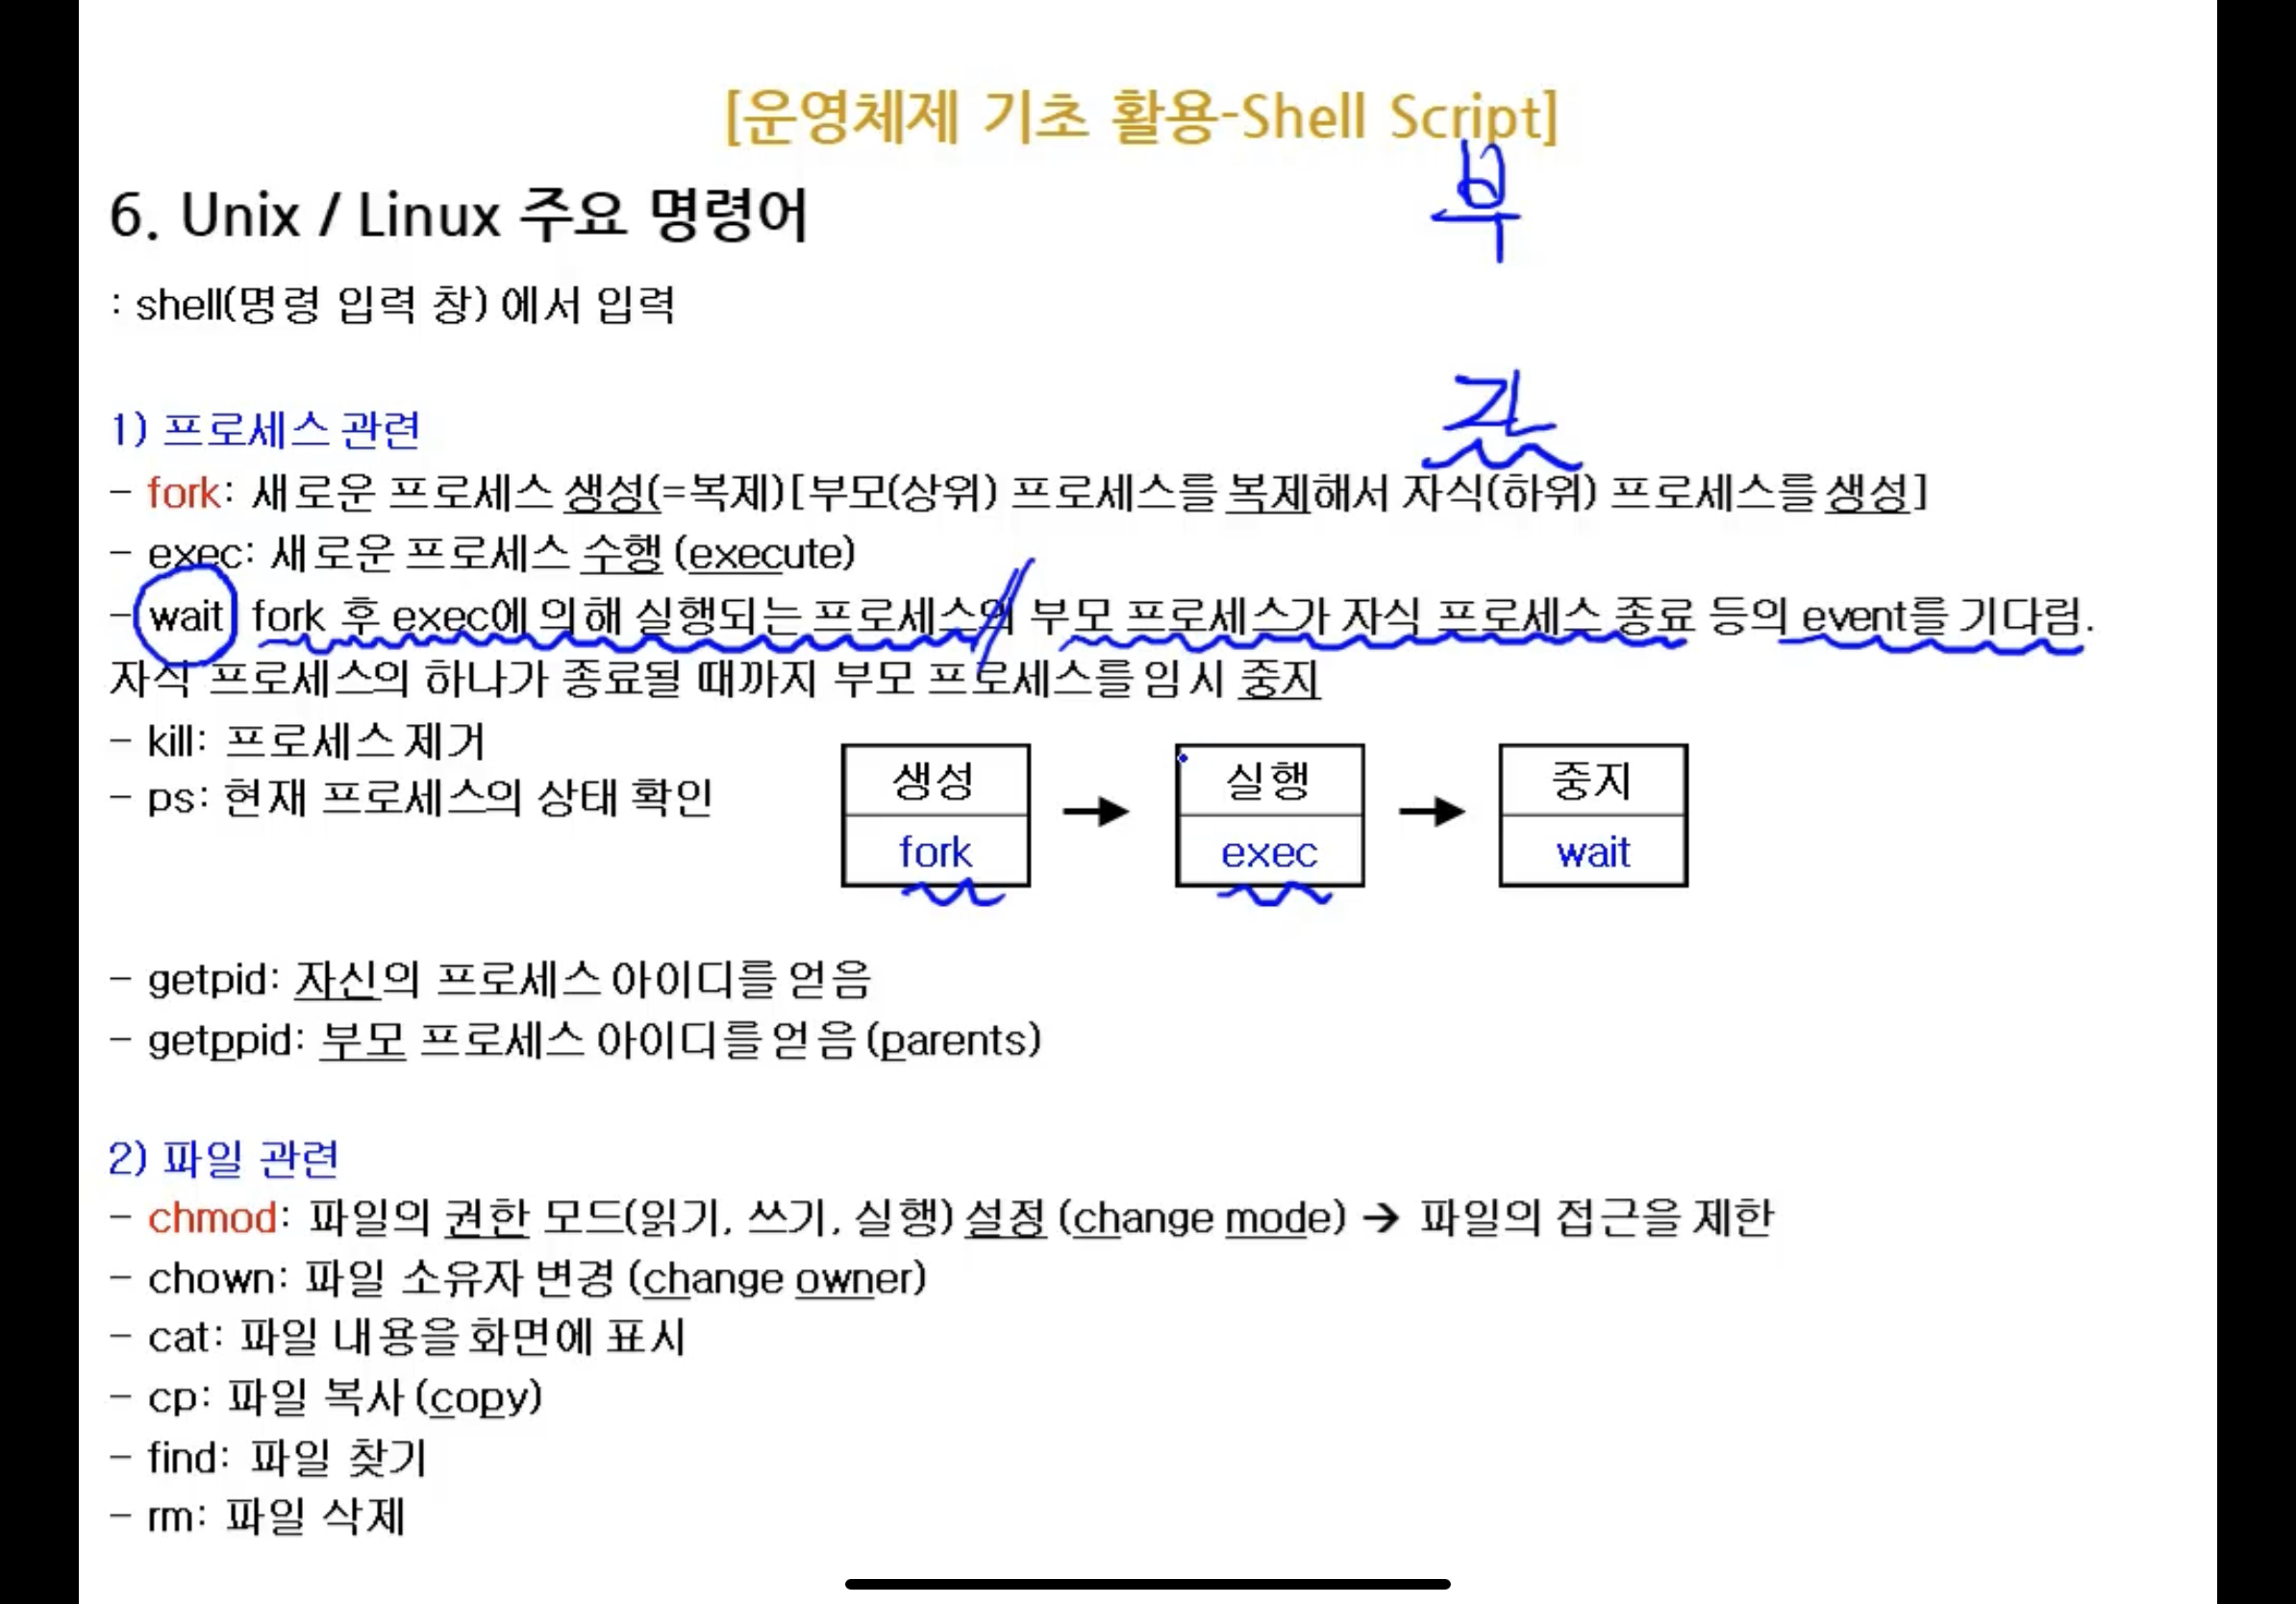 [운영체제 기초 활용-Shell Script]
부
6. Unix / Linux 주요 명령어
: shell(명령 입력 창) 에서 입력
자
1) 프로세스 관련
- fork: 새로운 프로세스 생성(=복제)[부모(상위) 프로세스를 복제해서 자식(하위) 프로세스를 생성]
- exec: 새로운 프로세스 수행 (execute)
- wait fork 후 exec에 의해 실행되는 프로세스의 부모 프로세스가 자식 프로세스 종료 등의 event를 기다림.
자식 프로세스의 하나가 종료될 때까지 부모 프로세스를 임시 중지
- kill: 프로세스 제거
- ps: 현재 프로세스의 상태 확인
생성 → 실행 → 중지
fork exec wait
- getpid: 자신의 프로세스 아이디를 얻음
- getppid: 부모 프로세스 아이디를 얻음 (parents)
2) 파일 관련
- chmod: 파일의 권한 모드(읽기, 쓰기, 실행) 설정 (change mode) → 파일의 접근을 제한
- chown: 파일 소유자 변경 (change owner)
- cat: 파일 내용을 화면에 표시
- cp: 파일 복사 (copy)
- find: 파일 찾기
- rm: 파일 삭제